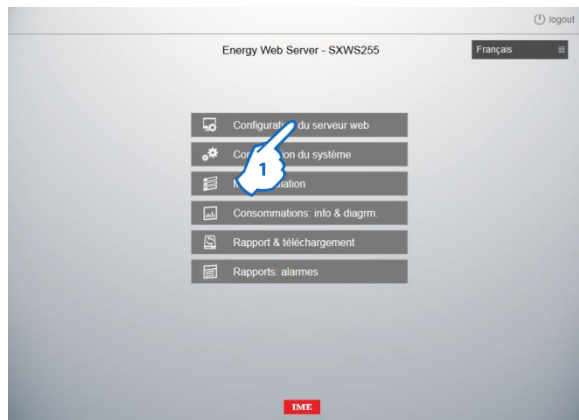 logout
Energy Web Server - SXWS255
Français
Configuration du serveur web
du système
1
Consommations: info & diagrm.
Rapport & téléchargement
Rapports: alarmes
IME